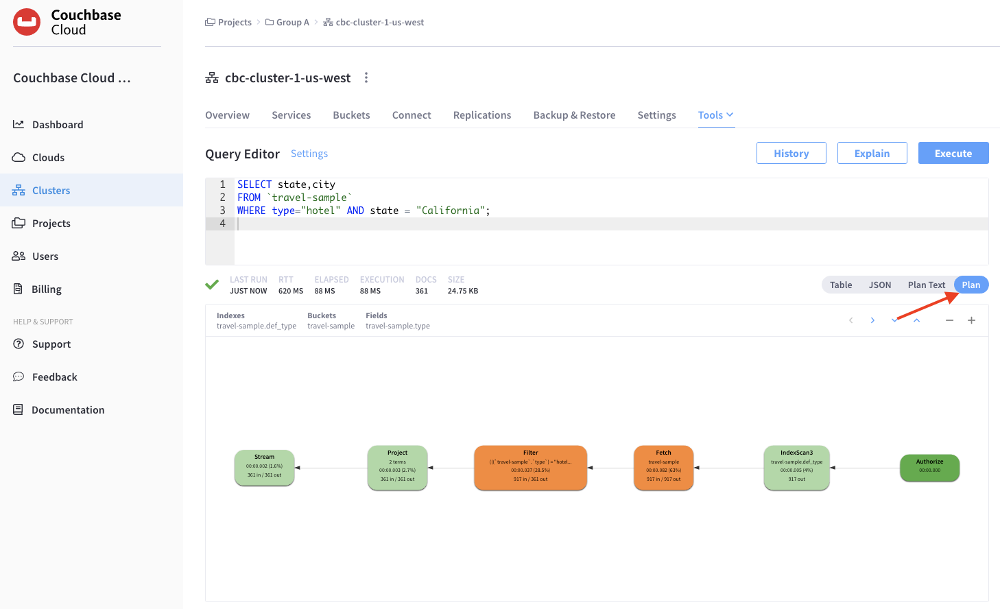 Couchbase
Cloud
Projects
Group A
cbc-cluster-1-us-west
Couchbase Cloud ...
cbc-cluster-1-us-west
Overview
Services
Buckets
Connect
Replications
Backup & Restore
Settings
Tools
Dashboard
Clouds
Clusters
Projects
Users
Billing
HELP & SUPPORT
Support
Feedback
Documentation
Query Editor
Settings
History
Explain
Execute
1 SELECT state,city
2 FROM `travel-sample`
3 WHERE type="hotel" AND state = "California";
4
LAST RUN
JUST NOW
RTT
620 MS
ELAPSED
88 MS
EXECUTION
88 MS
DOCS
361
SIZE
24.75 KB
Table
JSON
Plan Text
Plan
Indexes
travel-sample.def_type
Buckets
travel-sample
Fields
travel-sample.type
Stream
00:00.002 (1.6%)
361 in / 361 out
Project
2 terms
00:00.003 (2.7%)
361 in / 361 out
Filter
(((`travel-sample`.`type`) = "hotel...
00:00.037 (28.5%)
917 in / 361 out
Fetch
travel-sample
00:00.082 (63%)
917 in / 917 out
IndexScan3
travel-sample.def_type
00:00.005 (4%)
917 out
Authorize
00:00.000